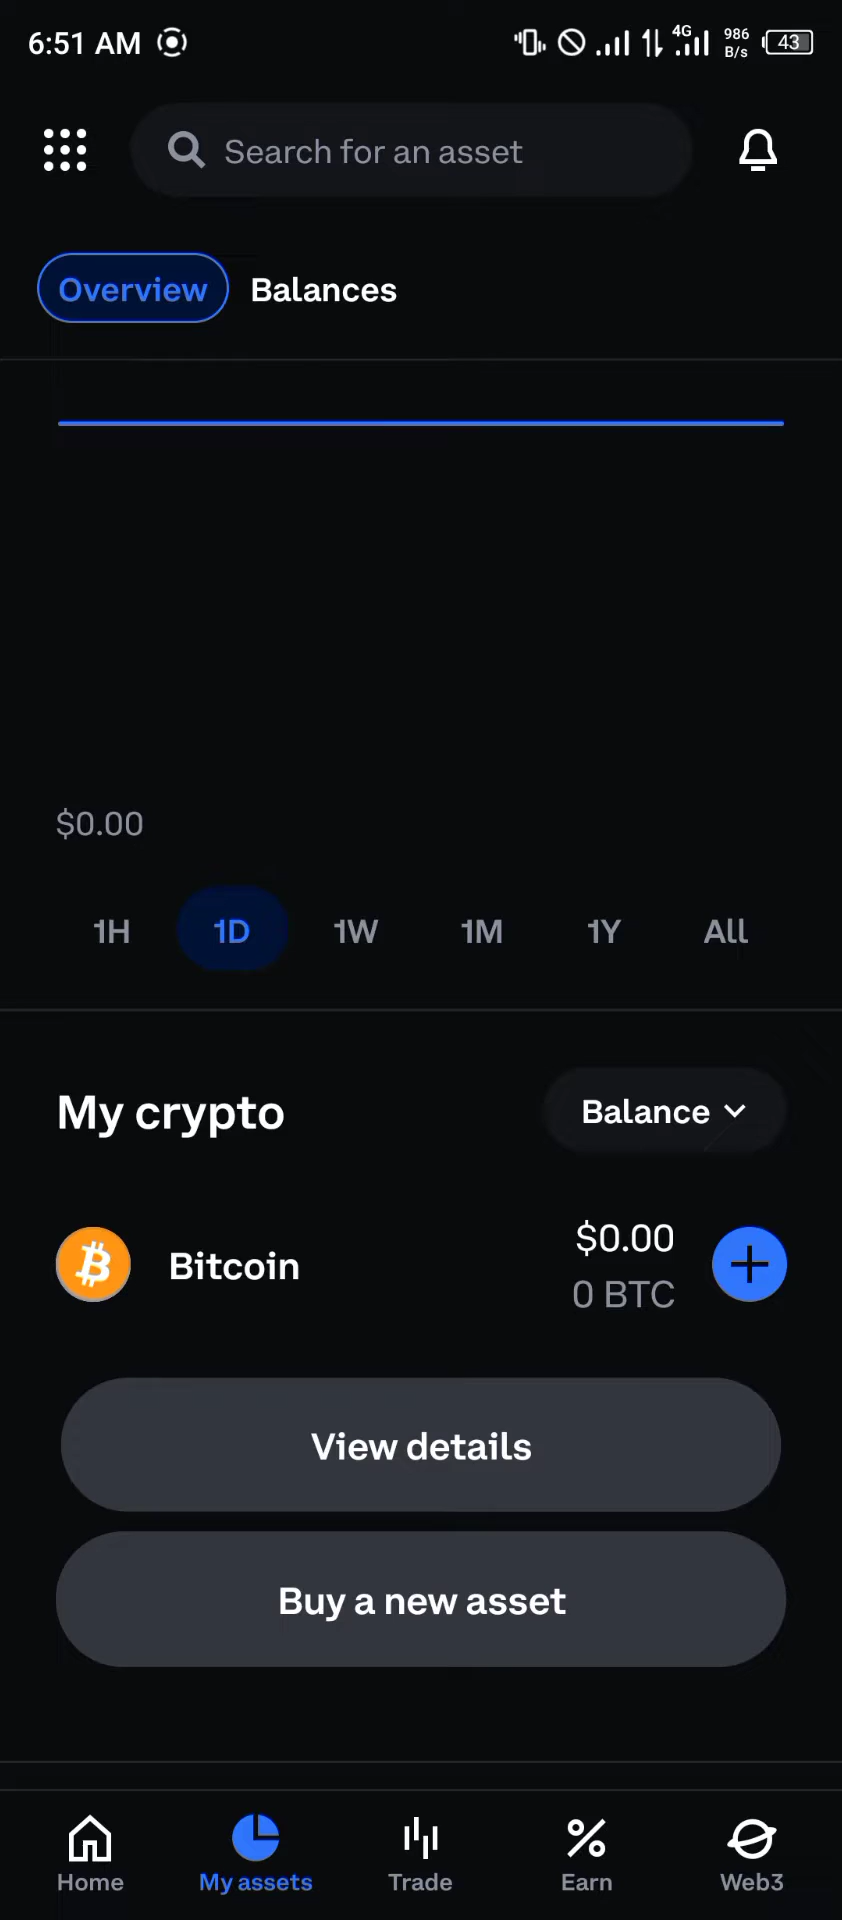 6:51 AM
4G
986
B/s
43
Search for an asset
Overview
Balances
$0.00
1H
1D
1W
1M
1Y
All
My crypto
Balance
Bitcoin
$0.00
0 BTC
View details
Buy a new asset
Home
My assets
Trade
Earn
Web3